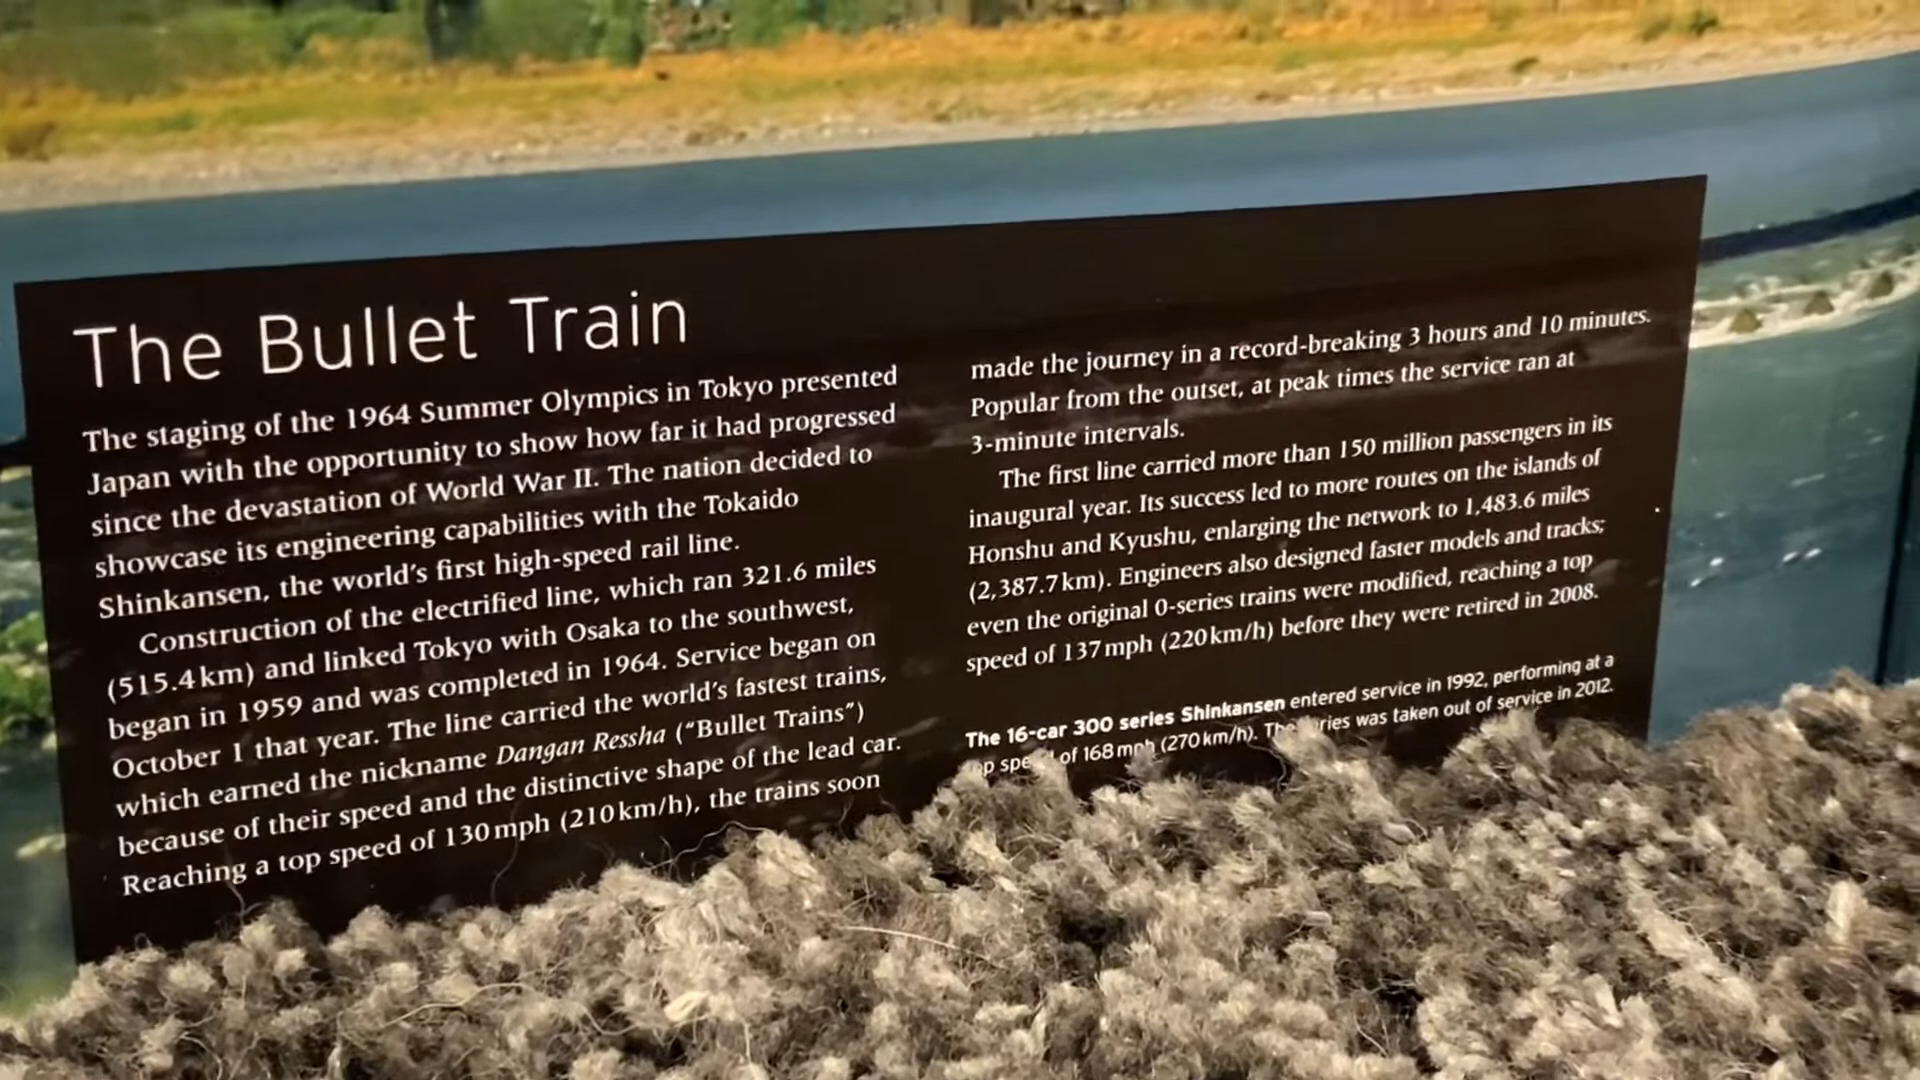 The Bullet Train
The staging of the 1964 Summer Olympics in Tokyo presented
Japan with the opportunity to show how far it had progressed
since the devastation of World War II. The nation decided to
showcase its engineering capabilities with the Tokaido
Shinkansen, the world's first high-speed rail line.
Construction of the electrified line, which ran 321.6 miles
(515.4 km) and linked Tokyo with Osaka to the southwest,
began in 1959 and was completed in 1964. Service began on
October 1 that year. The line carried the world's fastest trains,
which earned the nickname Dangan Ressha (“Bullet Trains”)
because of their speed and the distinctive shape of the lead car.
Reaching a top speed of 130 mph (210 km/h), the trains soon
made the journey in a record-breaking 3 hours and 10 minutes.
Popular from the outset, at peak times the service ran at
3-minute intervals.
The first line carried more than 150 million passengers in its
inaugural year. Its success led to more routes on the islands of
Honshu and Kyushu, enlarging the network to 1,483.6 miles
(2,387.7 km). Engineers also designed faster models and tracks;
even the original 0-series trains were modified, reaching a top
speed of 137 mph (220 km/h) before they were retired in 2008.
The 16-car 300 series Shinkansen entered service in 1992, performing at a
of 168 mph (270 km/h). was taken out of service in 2012.